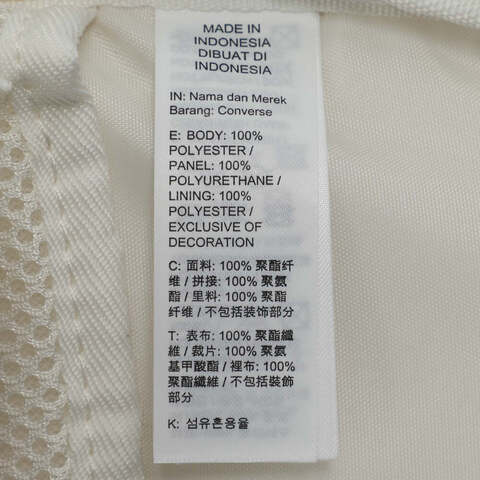 MADE IN
INDONESIA
DIBUAT DI
INDONESIA
IN: Nama dan Merek
Barang: Converse
E: BODY: 100%
POLYESTER /
PANEL: 100%
POLYURETHANE /
LINING: 100%
POLYESTER /
EXCLUSIVE OF
DECORATION
C: 面料: 100% 聚酯纤
维 / 拼接: 100% 聚氨
酯 / 里料: 100% 聚酯
纤维 / 不包括装饰部分
T: 表布: 100% 聚酯纖
維 / 裁片: 100% 聚氨
基甲酸酯 / 裡布: 100%
聚酯纖維 / 不包括裝飾
部分
K: 섬유혼용율